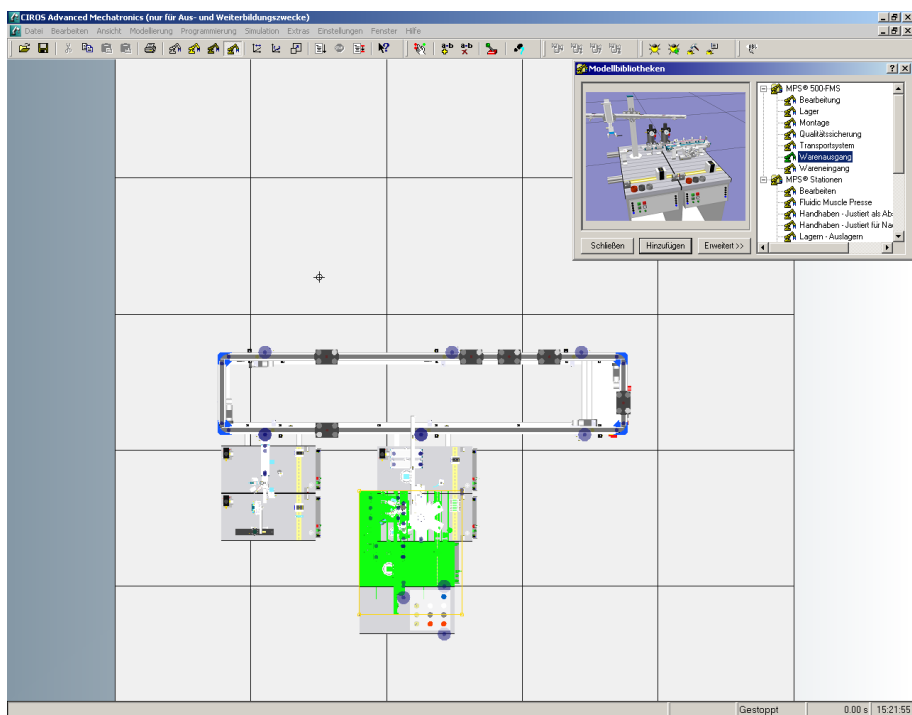 CIROS Advanced Mechatronics (nur für Aus- und Weiterbildungszwecke)
Datei Bearbeiten Ansicht Modellierung Programmierung Simulation Extras Einstellungen Fenster Hilfe
Modellbibliotheken
MPS® 500-FMS
Bearbeitung
Lager
Montage
Qualitätssicherung
Transportsystem
Warenausgang
Wareneingang
MPS® Stationen
Bearbeiten
Fluidic Muscle Presse
Handhaben - Justiert als Ab
Handhaben - Justiert für Na
Lagern - Auslagern
Schließen Hinzufügen Erweitert >>
Gestoppt 0.00 s 15:21:55